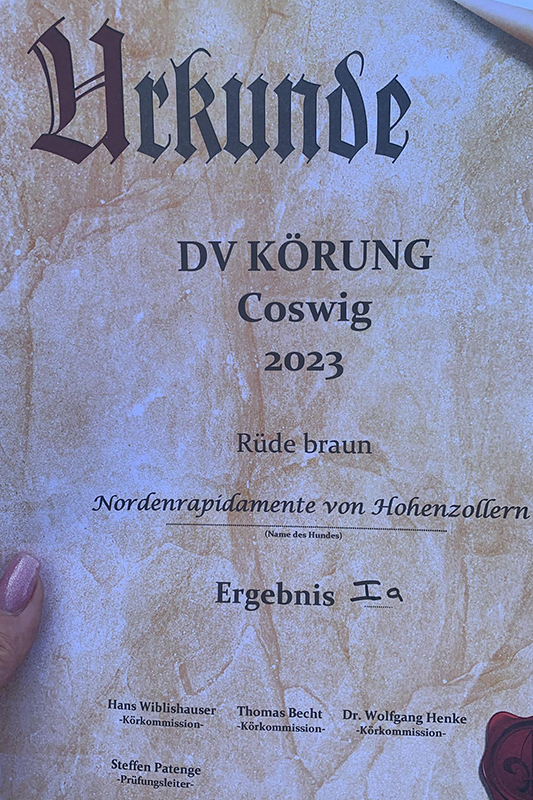 Urkunde
DV KÖRUNG
Coswig
2023
Rüde braun
Nordenrapidamente von Hohenzollern
(Name des Hundes)
Ergebnis Ia
Hans Wiblishauser Thomas Becht Dr. Wolfgang Henke
-Körkommission- -Körkommission- -Körkommission-
Steffen Patenge
-Prüfungsleiter-